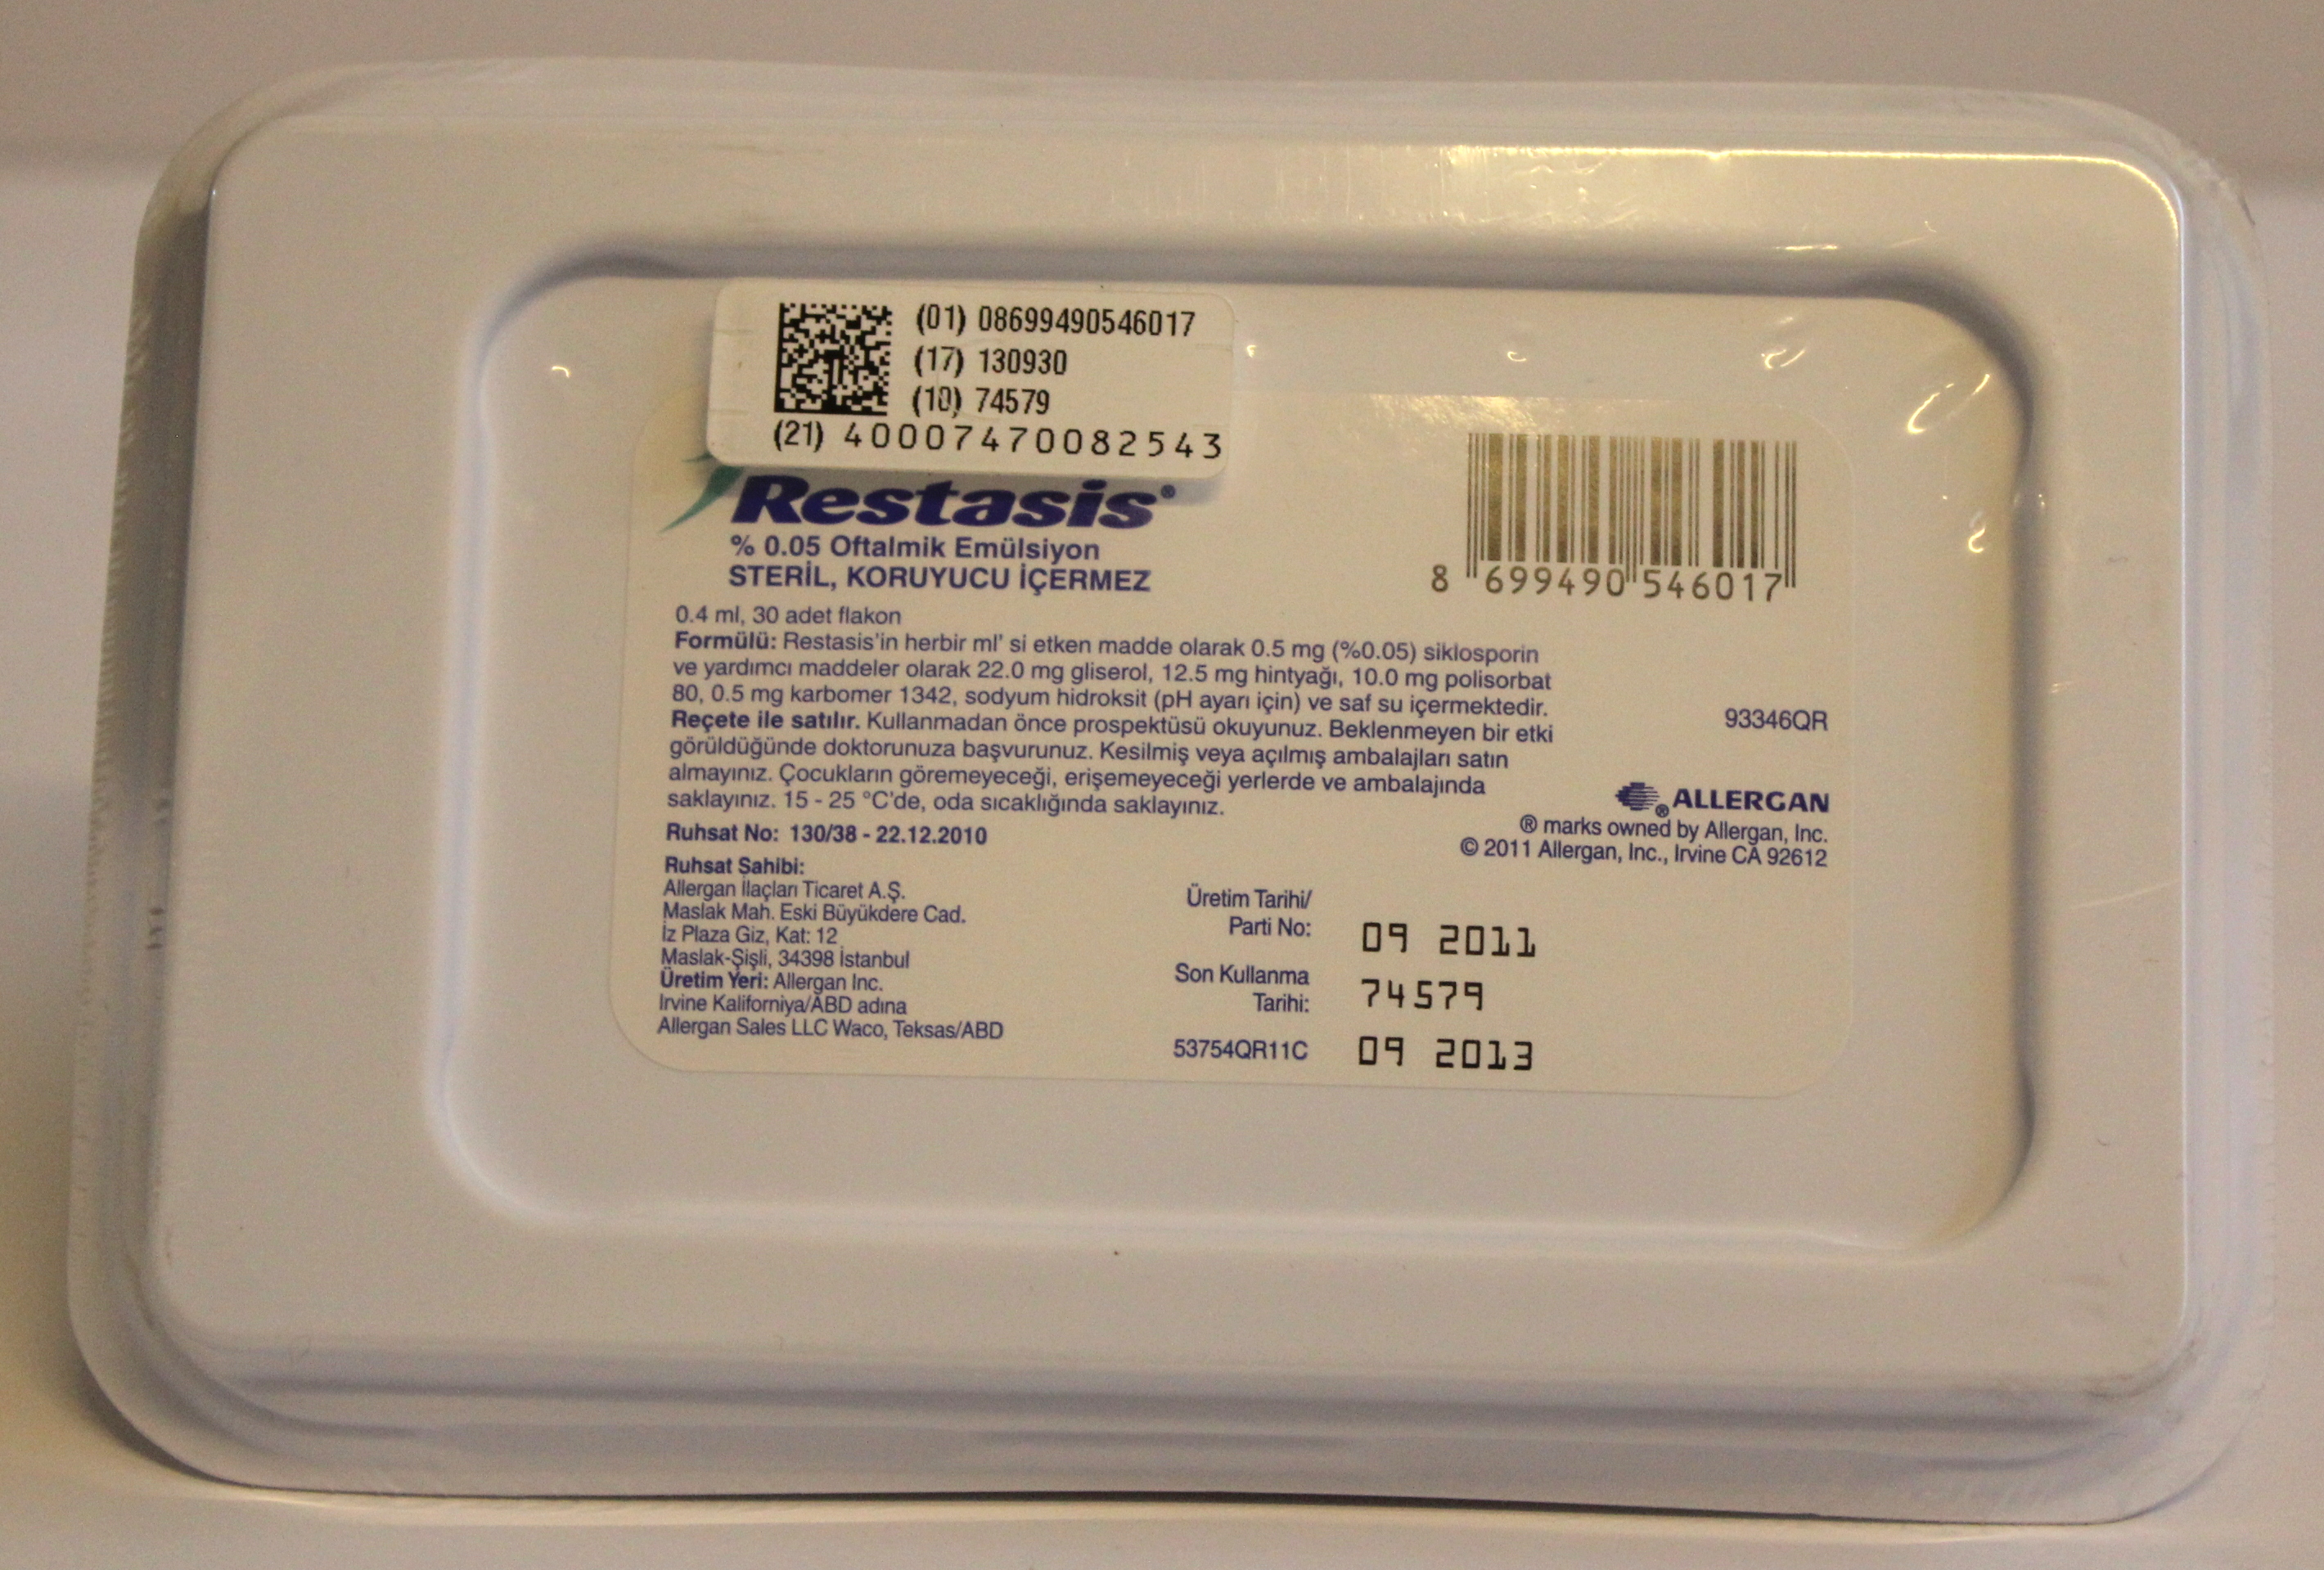 (01) 08699490546017
(17) 130930
(10) 74579
(21) 40007470082543
Restasis®
% 0.05 Oftalmik Emülsiyon
STERİL, KORUYUCU İÇERMEZ
8 699490 546017
0.4 ml, 30 adet flakon
Formülü: Restasis'in herbir ml' si etken madde olarak 0.5 mg (%0.05) siklosporin
ve yardımcı maddeler olarak 22.0 mg gliserol, 12.5 mg hintyağı, 10.0 mg polisorbat
80, 0.5 mg karbomer 1342, sodyum hidroksit (pH ayarı için) ve saf su içermektedir.
Reçete ile satılır. Kullanmadan önce prospektüsü okuyunuz. Beklenmeyen bir etki
görüldüğünde doktorunuza başvurunuz. Kesilmiş veya açılmış ambalajları satın
almayınız. Çocukların göremeyeceği, erişemeyeceği yerlerde ve ambalajında
saklayınız. 15 - 25 °C'de, oda sıcaklığında saklayınız.
93346QR
Ruhsat No: 130/38 - 22.12.2010
Ruhsat Sahibi:
Allergan İlaçları Ticaret A.Ş.
Maslak Mah. Eski Büyükdere Cad.
İz Plaza Giz, Kat: 12
Maslak-Şişli, 34398 İstanbul
Üretim Yeri: Allergan Inc.
Irvine Kaliforniya/ABD adına
Allergan Sales LLC Waco, Teksas/ABD
ALLERGAN
® marks owned by Allergan, Inc.
© 2011 Allergan, Inc., Irvine CA 92612
Üretim Tarihi/
Parti No: 09 2011
Son Kullanma
Tarihi: 74579
53754QR11C 09 2013